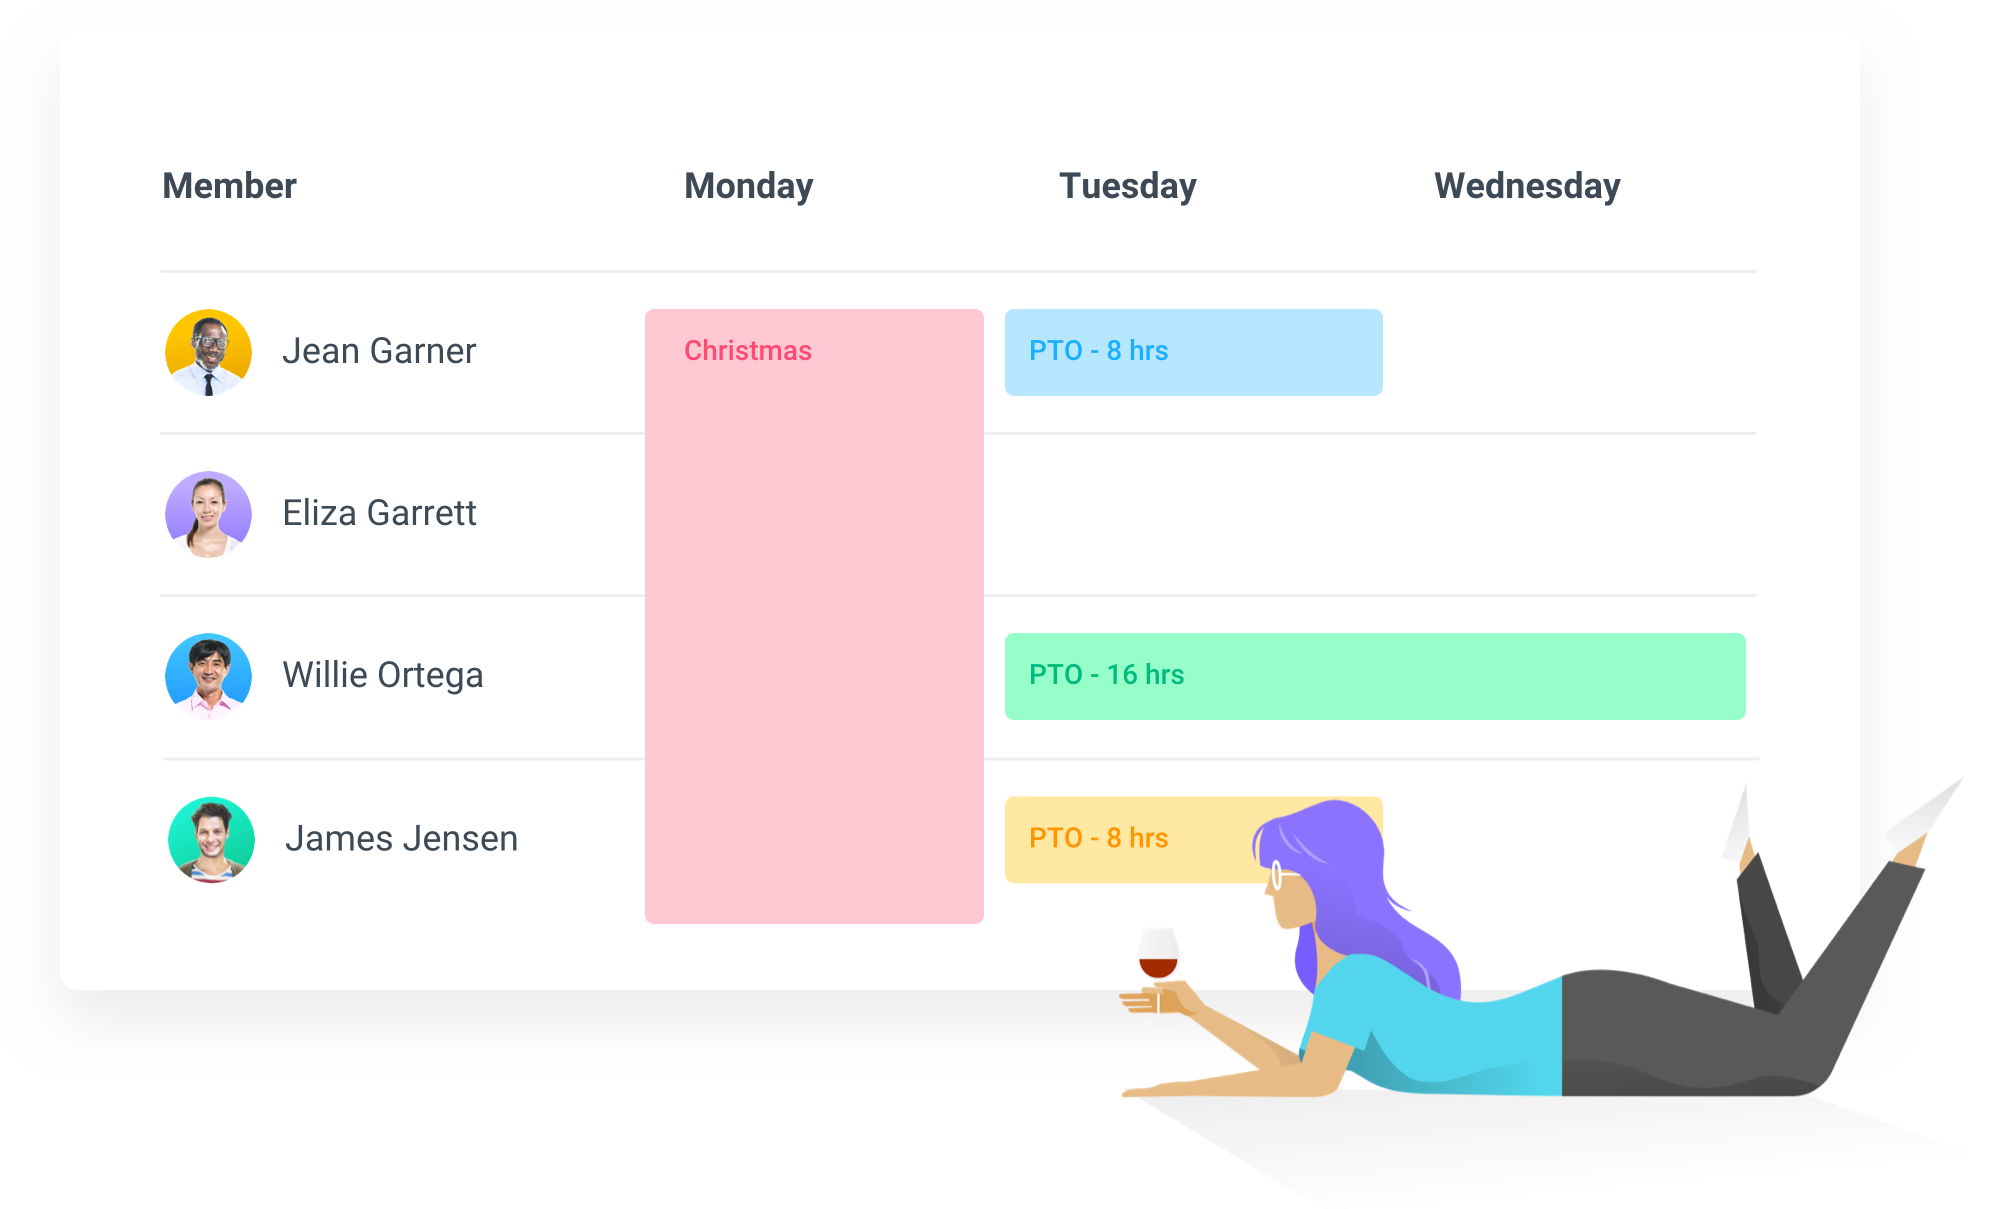 Member Monday Tuesday Wednesday
Jean Garner Christmas PTO - 8 hrs
Eliza Garrett
Willie Ortega PTO - 16 hrs
James Jensen PTO - 8 hrs